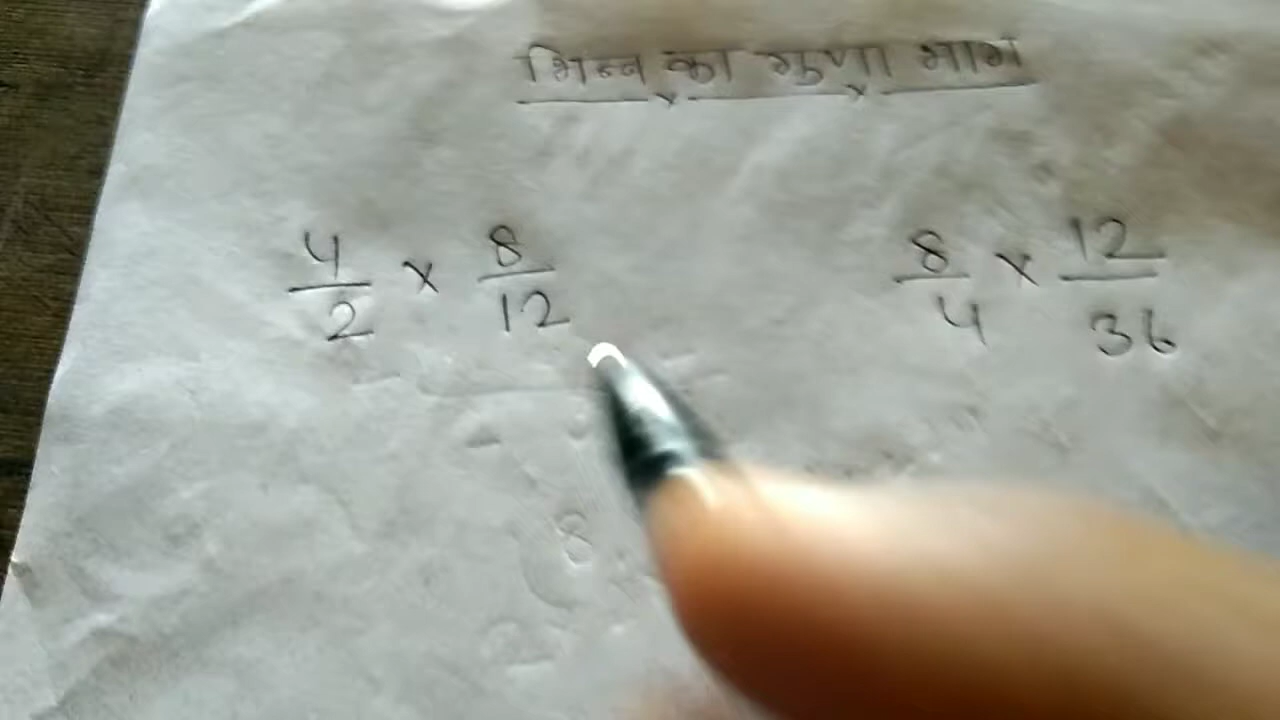 भिन्न का गुणा भाग
4/2 × 8/12
8/4 × 12/36